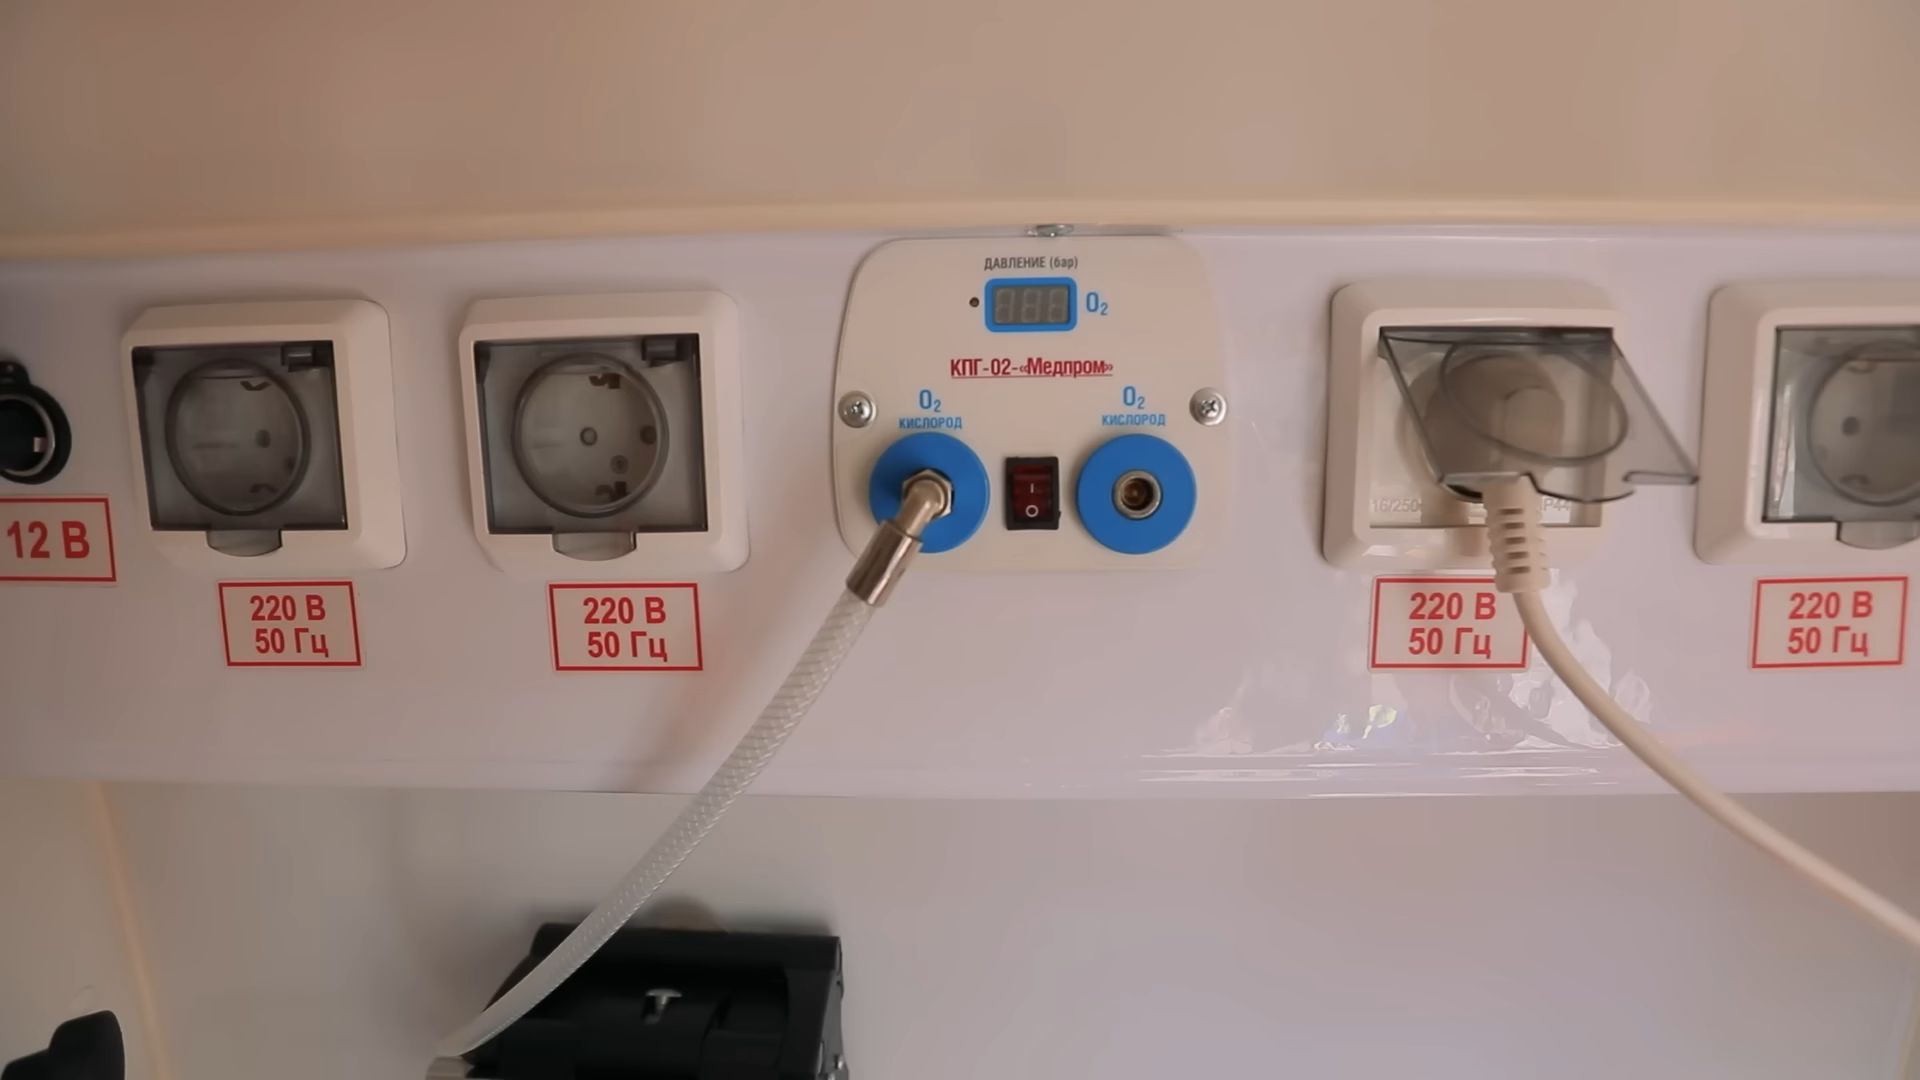 ДАВЛЕНИЕ (бар)
O₂
КПГ-02-«Медпром»
O₂
КИСЛОРОД
O₂
КИСЛОРОД
I
O
12 В
220 В
50 Гц
220 В
50 Гц
220 В
50 Гц
220 В
50 Гц